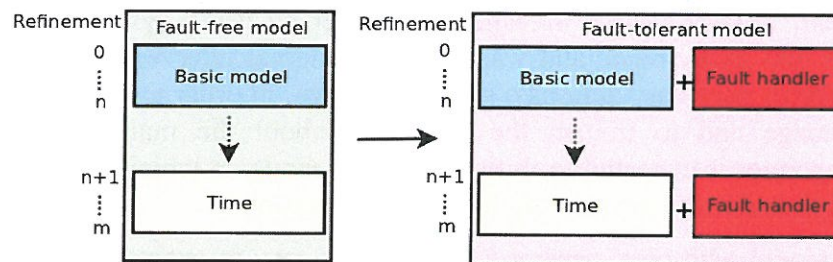 Refinement
Fault-free model
0
n
Basic model
n+1
m
Time
Refinement
Fault-tolerant model
0
n
Basic model
+
Fault handler
n+1
m
Time
+
Fault handler